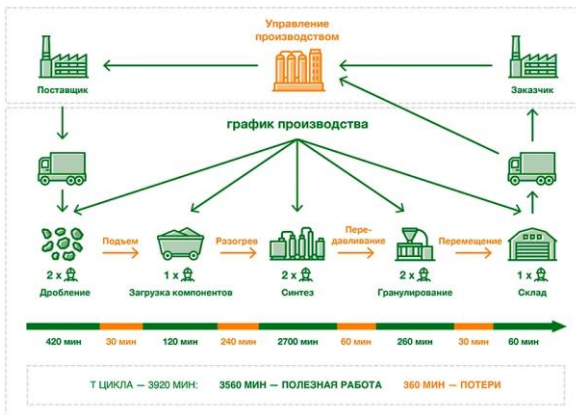 Управление
производством
Поставщик
Заказчик
график производства
Подъем
Разогрев
Пере-
давливание
Перемещение
2 x
1 x
2 x
2 x
1 x
Дробление
Загрузка компонентов
Синтез
Гранулирование
Склад
420 мин
30 мин
120 мин
240 мин
2700 мин
60 мин
260 мин
30 мин
60 мин
Т ЦИКЛА — 3920 МИН: 3560 МИН — ПОЛЕЗНАЯ РАБОТА 360 МИН — ПОТЕРИ